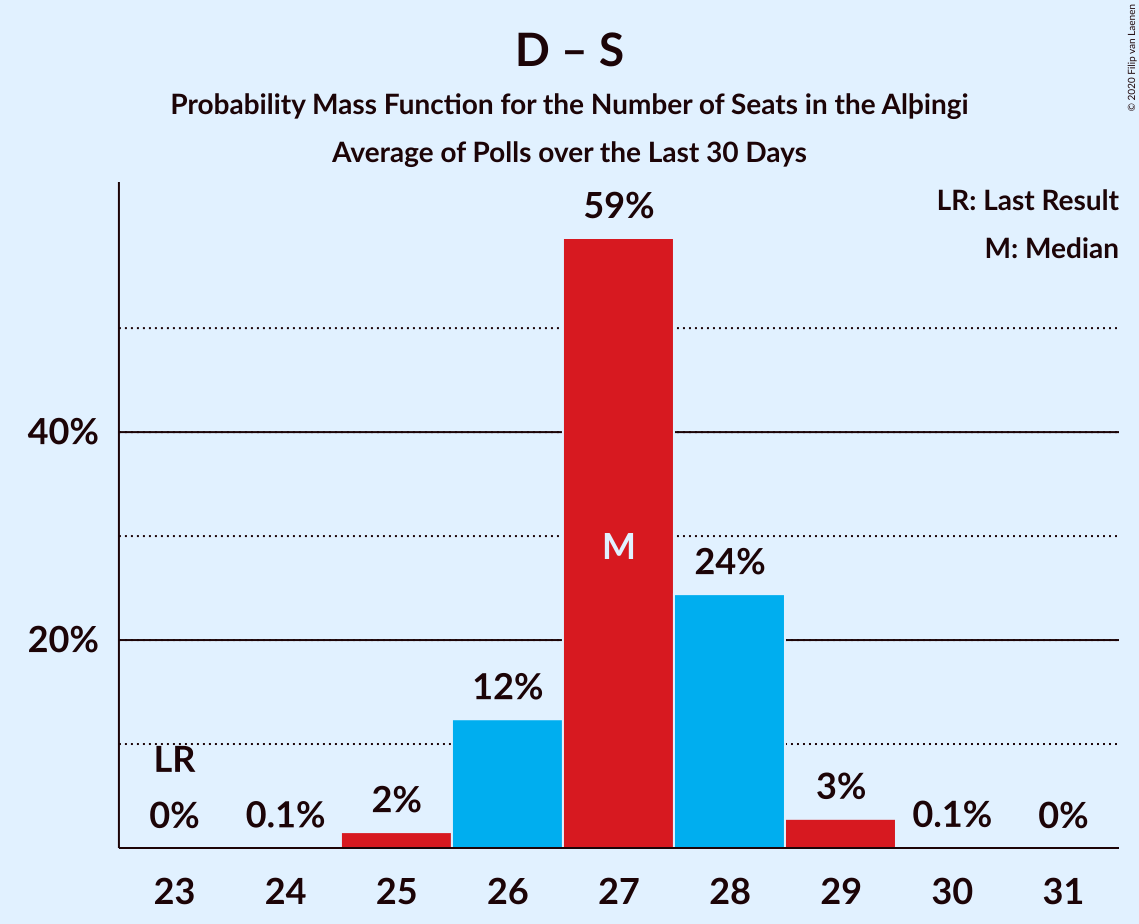 D – S
Probability Mass Function for the Number of Seats in the Alþingi
Average of Polls over the Last 30 Days
© 2020 Filip van Laenen
LR: Last Result
M: Median
59%
40%
M
24%
20%
12%
LR
0%
0.1%
2%
3%
0.1%
0%
23 24 25 26 27 28 29 30 31